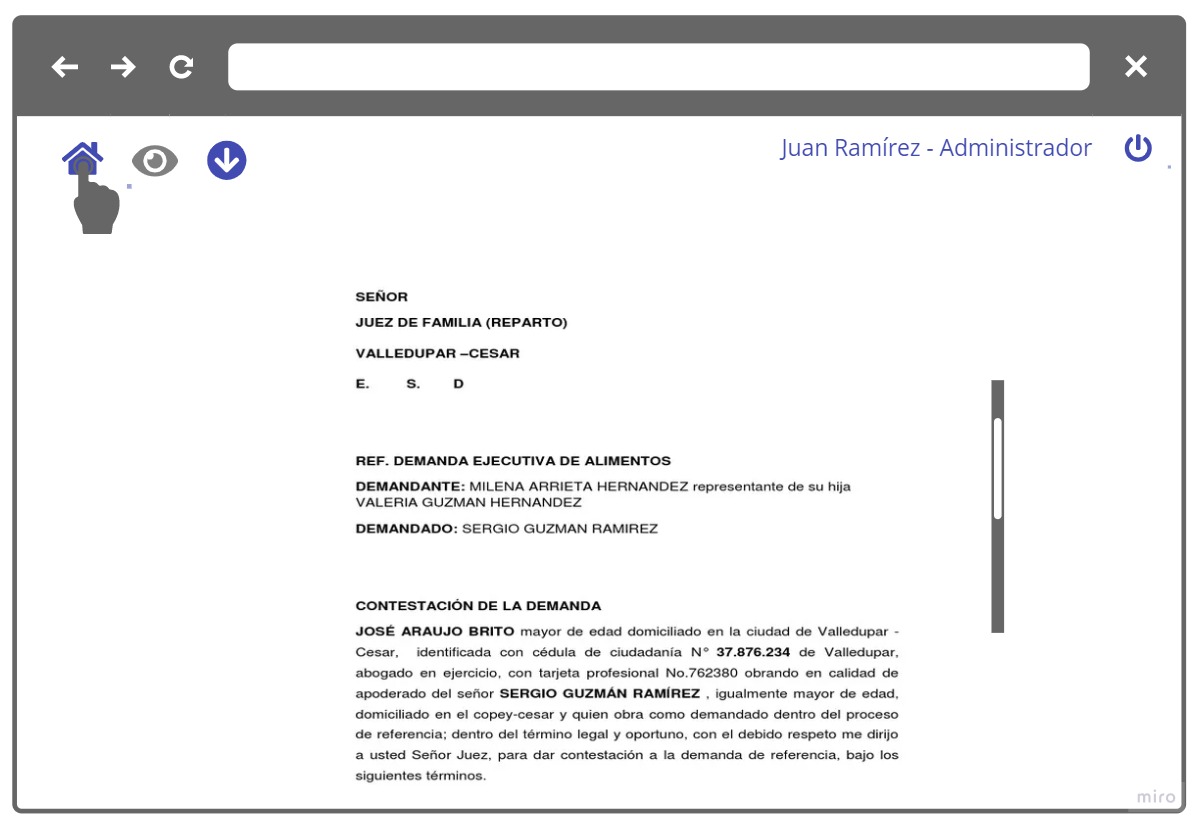 Juan Ramírez - Administrador
SEÑOR
JUEZ DE FAMILIA (REPARTO)
VALLEDUPAR –CESAR
E. S. D
REF. DEMANDA EJECUTIVA DE ALIMENTOS
DEMANDANTE: MILENA ARRIETA HERNANDEZ representante de su hija
VALERIA GUZMAN HERNANDEZ
DEMANDADO: SERGIO GUZMAN RAMIREZ
CONTESTACIÓN DE LA DEMANDA
JOSÉ ARAUJO BRITO mayor de edad domiciliado en la ciudad de Valledupar -
Cesar, identificada con cédula de ciudadanía N° 37.876.234 de Valledupar,
abogado en ejercicio, con tarjeta profesional No.762380 obrando en calidad de
apoderado del señor SERGIO GUZMÁN RAMÍREZ , igualmente mayor de edad,
domiciliado en el copey-cesar y quien obra como demandado dentro del proceso
de referencia; dentro del término legal y oportuno, con el debido respeto me dirijo
a usted Señor Juez, para dar contestación a la demanda de referencia, bajo los
siguientes términos.
miro